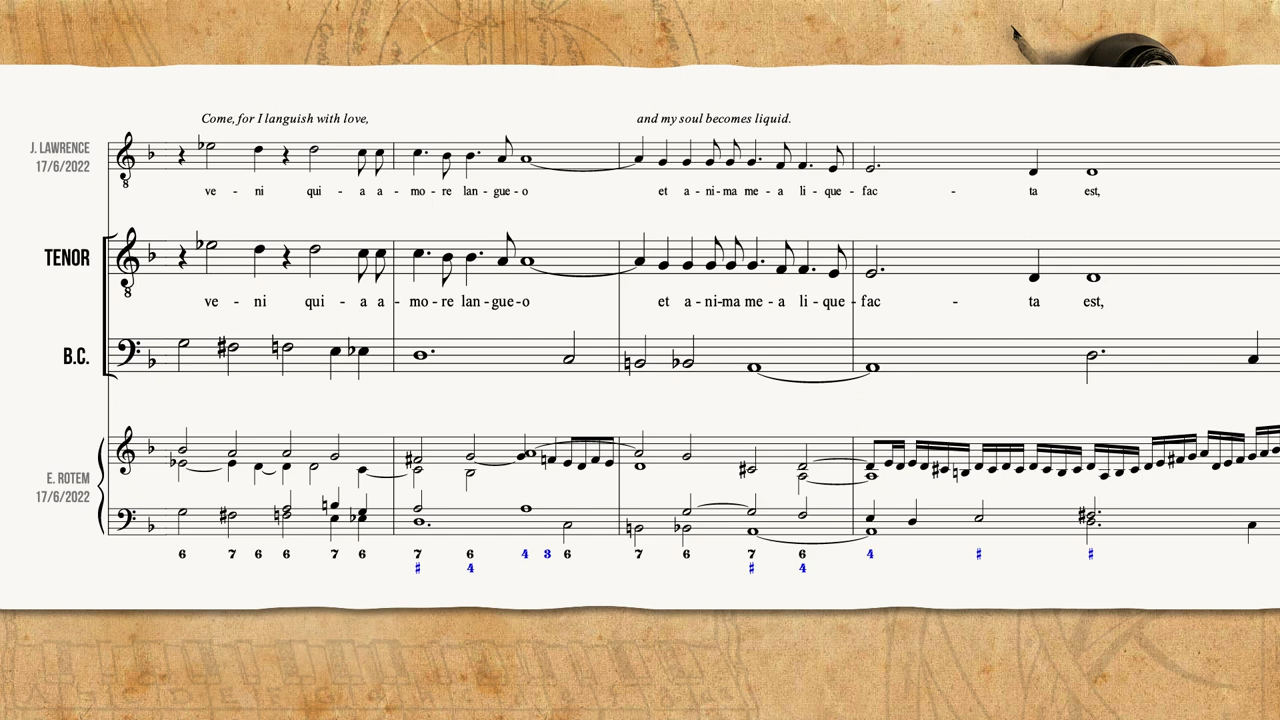 Come, for I languish with love, and my soul becomes liquid.
J. LAWRENCE
17/6/2022
ve - ni qui - a a - mo - re lan - gue - o et a - ni - ma me - a li - que - fac - ta est,
TENOR
ve - ni qui - a a - mo - re lan - gue - o et a - ni - ma me - a li - que - fac - ta est,
B.C.
E. ROTEM
17/6/2022
6 7 6 6 7 6 7 6 4 3 6 7 6 7 6 4 ♯ ♯
♯ 4 ♯ 4